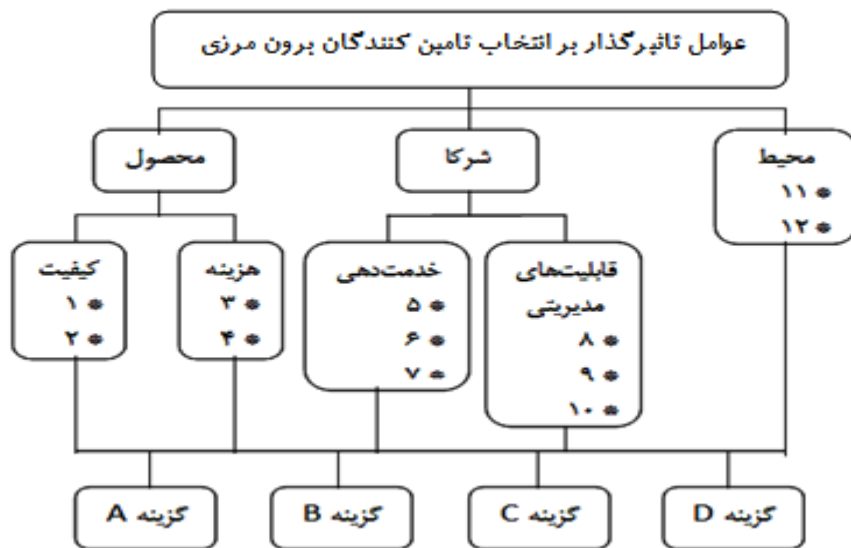 عوامل تاثیرگذار بر انتخاب تامین کنندگان برون مرزی
محیط
* ۱۱
* ۱۲
شرکا
محصول
قابلیت‌های
مدیریتی
* ۸
* ۹
* ۱۰
خدمت‌دهی
* ۵
* ۶
* ۷
هزینه
* ۳
* ۴
کیفیت
* ۱
* ۲
گزینه D
گزینه C
گزینه B
گزینه A